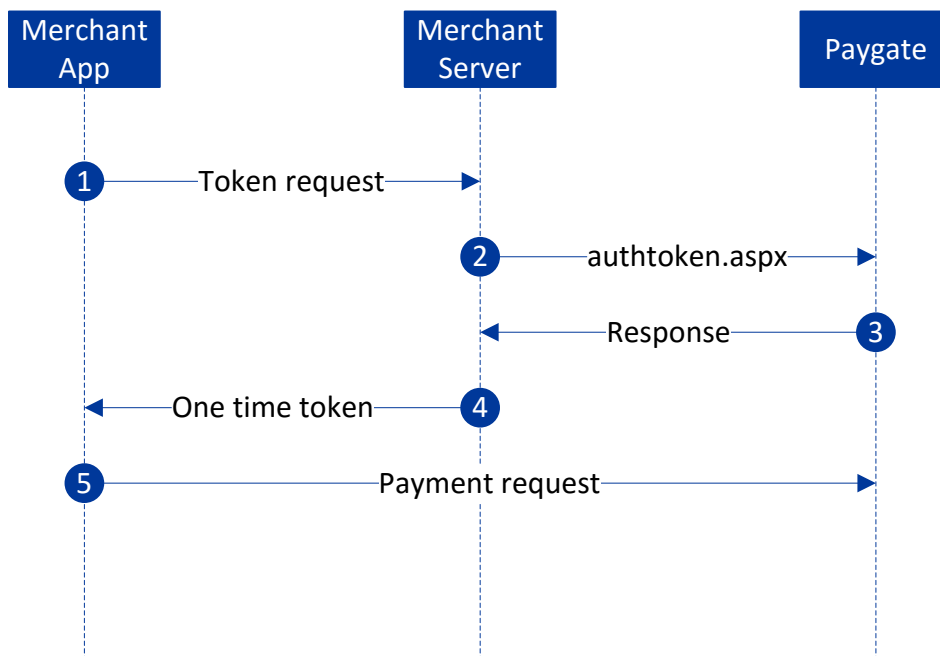 Merchant
App
Merchant
Server
Paygate
1
Token request
2
authtoken.aspx
Response
3
One time token
4
5
Payment request